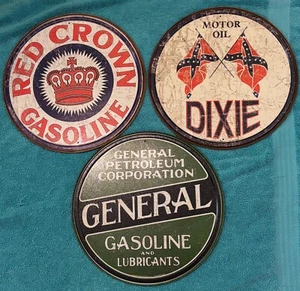 RED CROWN
GASOLINE
MOTOR
OIL
DIXIE
GENERAL
PETROLEUM
CORPORATION
GENERAL
GASOLINE
AND
LUBRICANTS